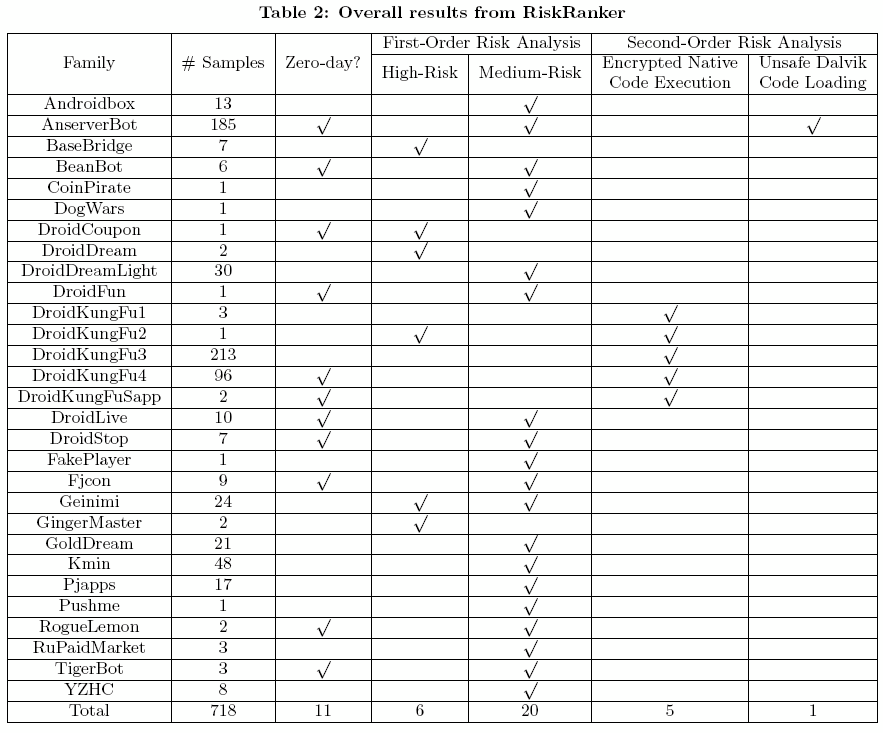 Table 2: Overall results from RiskRanker
Family # Samples Zero-day? First-Order Risk Analysis Second-Order Risk Analysis
High-Risk Medium-Risk Encrypted Native Code Execution Unsafe Dalvik Code Loading
Androidbox 13 √
AnserverBot 185 √ √ √
BaseBridge 7 √
BeanBot 6 √ √
CoinPirate 1 √
DogWars 1 √
DroidCoupon 1 √ √
DroidDream 2 √
DroidDreamLight 30 √
DroidFun 1 √ √
DroidKungFu1 3 √
DroidKungFu2 1 √ √
DroidKungFu3 213 √
DroidKungFu4 96 √ √
DroidKungFuSapp 2 √ √
DroidLive 10 √ √
DroidStop 7 √ √
FakePlayer 1 √
Fjcon 9 √ √
Geinimi 24 √ √
GingerMaster 2 √
GoldDream 21 √
Kmin 48 √
Pjapps 17 √
Pushme 1 √
RogueLemon 2 √ √
RuPaidMarket 3 √
TigerBot 3 √ √
YZHC 8 √
Total 718 11 6 20 5 1